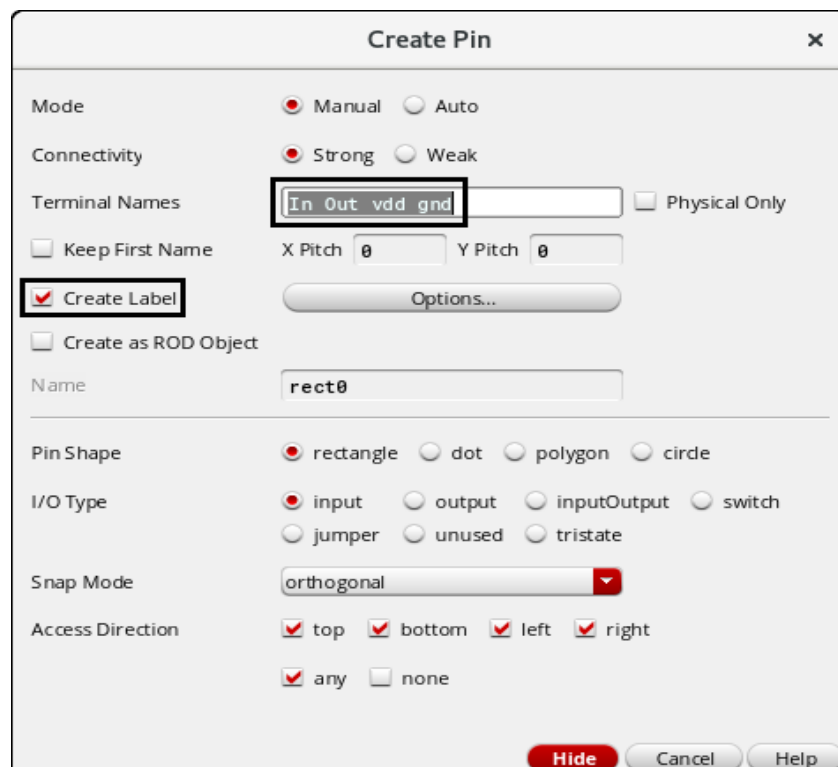 Create Pin ×
Mode Manual Auto
Connectivity Strong Weak
Terminal Names In Out vdd gnd Physical Only
Keep First Name X Pitch 0 Y Pitch 0
Create Label Options...
Create as ROD Object
Name rect0
Pin Shape rectangle dot polygon circle
I/O Type input output inputOutput switch
jumper unused tristate
Snap Mode orthogonal
Access Direction top bottom left right
any none
Hide Cancel Help